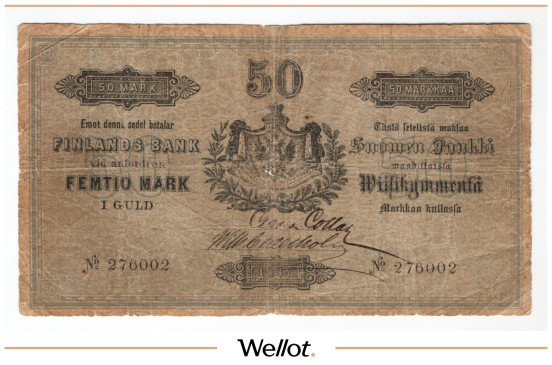 50
50 MARK
50 MARKKAA
Emot denna sedel betalar
FINLANDS BANK
vid anfordran
FEMTIO MARK
I GULD
Tästä setelistä maksaa
Suomen Pankki
waadittaissa
Wiisikymmentä
Markkaa kullassa
№ 276002
№ 276002
Wellot.